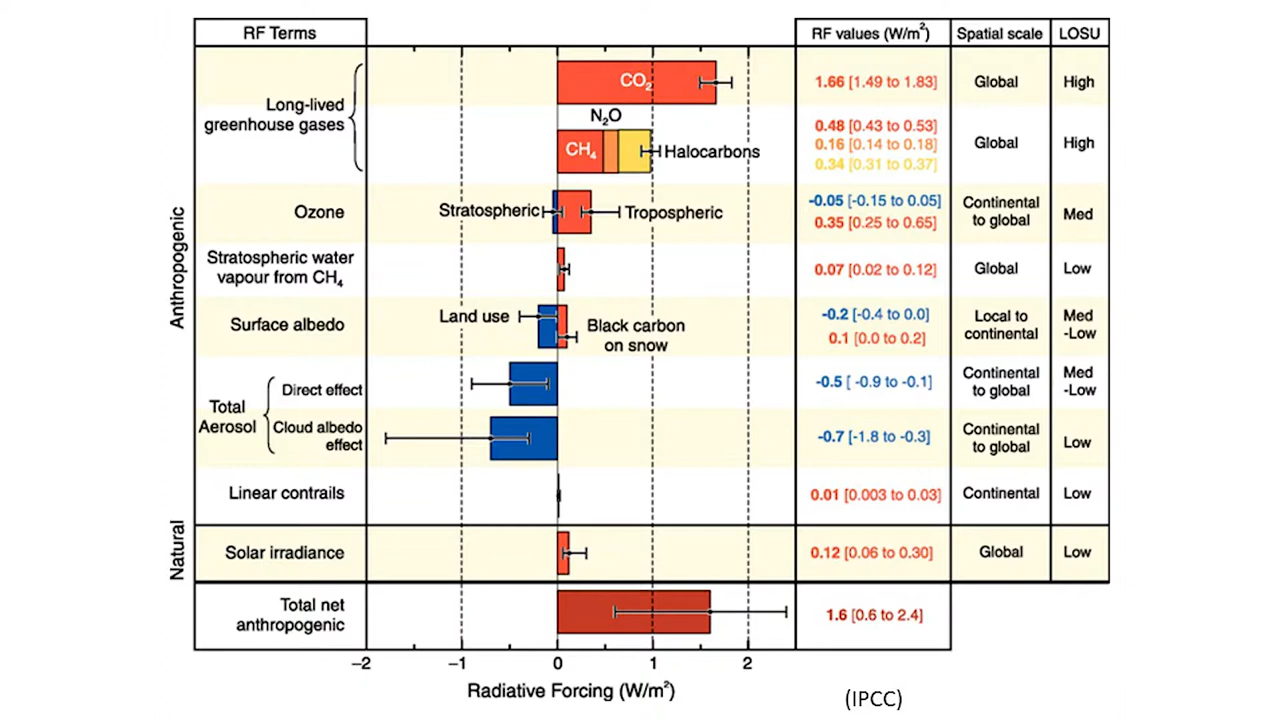 RF Terms
RF values (W/m²)
Spatial scale
LOSU
Anthropogenic
Long-lived
greenhouse gases
CO₂
1.66 [1.49 to 1.83]
Global
High
N₂O
CH₄
Halocarbons
0.48 [0.43 to 0.53]
0.16 [0.14 to 0.18]
0.34 [0.31 to 0.37]
Global
High
Ozone
Stratospheric
Tropospheric
-0.05 [-0.15 to 0.05]
0.35 [0.25 to 0.65]
Continental
to global
Med
Stratospheric water
vapour from CH₄
0.07 [0.02 to 0.12]
Global
Low
Surface albedo
Land use
Black carbon
on snow
-0.2 [-0.4 to 0.0]
0.1 [0.0 to 0.2]
Local to
continental
Med
-Low
Total
Aerosol
Direct effect
-0.5 [ -0.9 to -0.1]
Continental
to global
Med
-Low
Cloud albedo
effect
-0.7 [-1.8 to -0.3]
Continental
to global
Low
Linear contrails
0.01 [0.003 to 0.03]
Continental
Low
Natural
Solar irradiance
0.12 [0.06 to 0.30]
Global
Low
Total net
anthropogenic
1.6 [0.6 to 2.4]
–2 –1 0 1 2
Radiative Forcing (W/m²)
(IPCC)